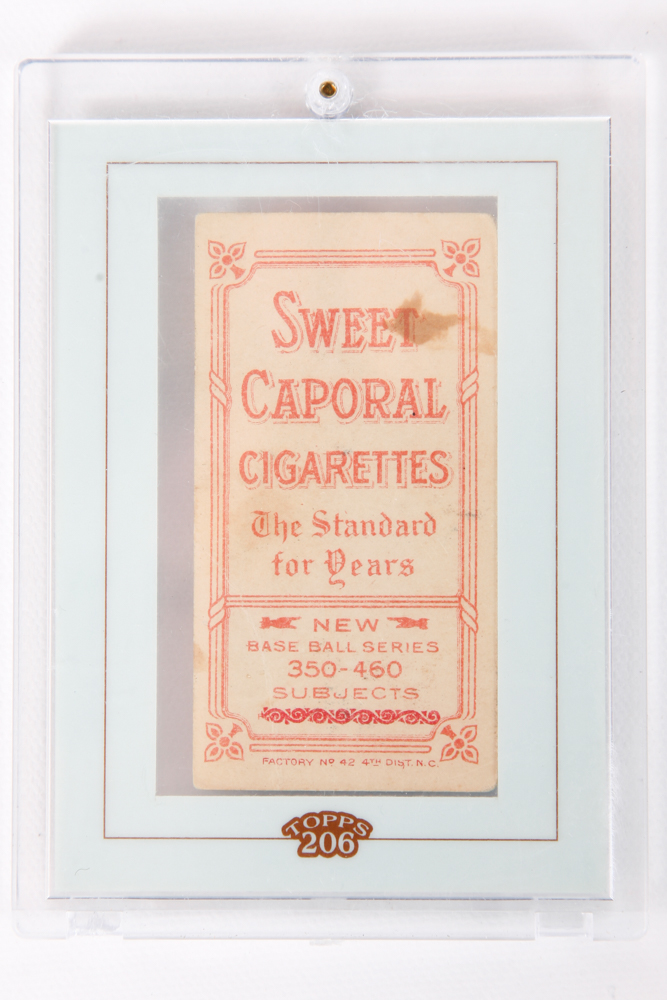 SWEET
CAPORAL
CIGARETTES
The Standard
for Years
NEW
BASE BALL SERIES
350-460
SUBJECTS
FACTORY Nº 42 4TH DIST. N.C.
TOPPS
206